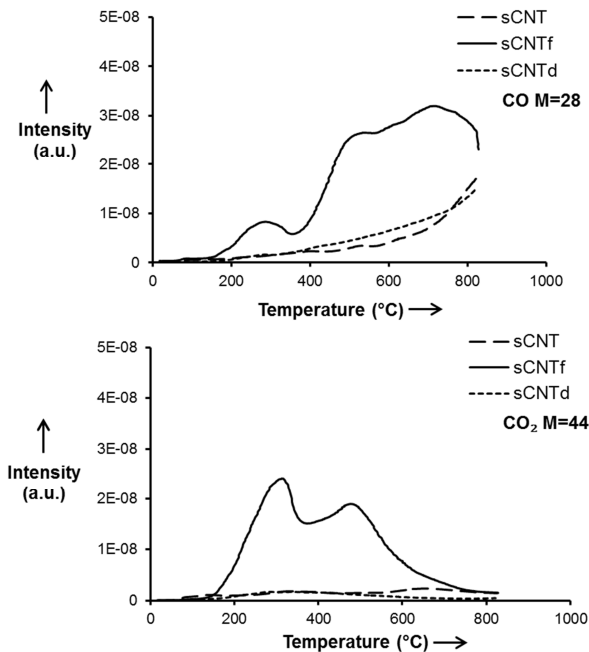 5E-08
4E-08
3E-08
2E-08
1E-08
0
Intensity
(a.u.)
sCNT
sCNTf
sCNTd
CO M=28
0 200 400 600 800 1000
Temperature (°C)
5E-08
4E-08
3E-08
2E-08
1E-08
0
Intensity
(a.u.)
sCNT
sCNTf
sCNTd
CO₂ M=44
0 200 400 600 800 1000
Temperature (°C)